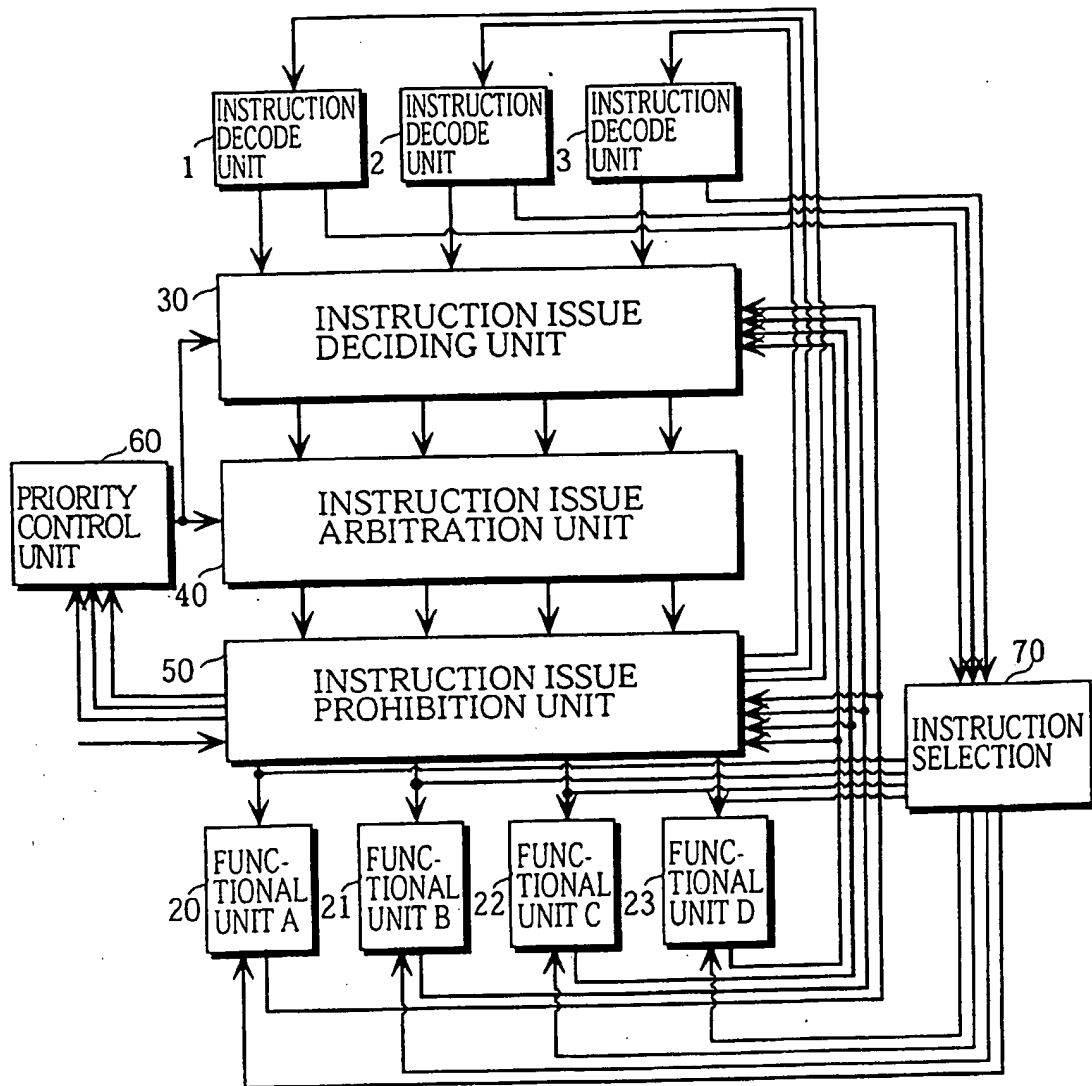 INSTRUCTION
DECODE
UNIT
1
INSTRUCTION
DECODE
UNIT
2
INSTRUCTION
DECODE
UNIT
3
30
INSTRUCTION ISSUE
DECIDING UNIT
60
PRIORITY
CONTROL
UNIT
INSTRUCTION ISSUE
ARBITRATION UNIT
40
50
INSTRUCTION ISSUE
PROHIBITION UNIT
70
INSTRUCTION
SELECTION
FUNC-
TIONAL
UNIT A
20
FUNC-
TIONAL
UNIT B
21
FUNC-
TIONAL
UNIT C
22
FUNC-
TIONAL
UNIT D
23